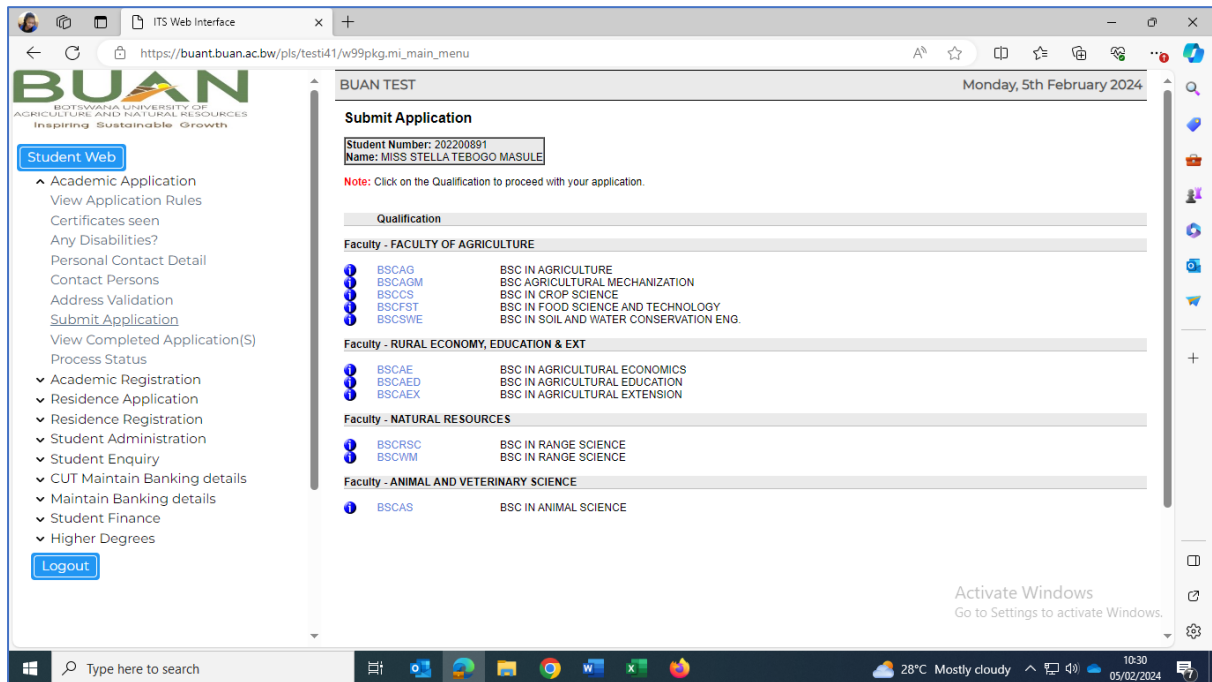 ITS Web Interface
https://buant.buan.ac.bw/pls/testi41/w99pkg.mi_main_menu
BUAN
BOTSWANA UNIVERSITY OF
AGRICULTURE AND NATURAL RESOURCES
Inspiring Sustainable Growth
Student Web
Academic Application
View Application Rules
Certificates seen
Any Disabilities?
Personal Contact Detail
Contact Persons
Address Validation
Submit Application
View Completed Application(S)
Process Status
Academic Registration
Residence Application
Residence Registration
Student Administration
Student Enquiry
CUT Maintain Banking details
Maintain Banking details
Student Finance
Higher Degrees
Logout
BUAN TEST Monday, 5th February 2024
Submit Application
Student Number: 202200891
Name: MISS STELLA TEBOGO MASULE
Note: Click on the Qualification to proceed with your application.
Qualification
Faculty - FACULTY OF AGRICULTURE
BSCAG BSC IN AGRICULTURE
BSCAGM BSC AGRICULTURAL MECHANIZATION
BSCCS BSC IN CROP SCIENCE
BSCFST BSC IN FOOD SCIENCE AND TECHNOLOGY
BSCSWE BSC IN SOIL AND WATER CONSERVATION ENG.
Faculty - RURAL ECONOMY, EDUCATION & EXT
BSCAE BSC IN AGRICULTURAL ECONOMICS
BSCAED BSC IN AGRICULTURAL EDUCATION
BSCAEX BSC IN AGRICULTURAL EXTENSION
Faculty - NATURAL RESOURCES
BSCRSC BSC IN RANGE SCIENCE
BSCWM BSC IN RANGE SCIENCE
Faculty - ANIMAL AND VETERINARY SCIENCE
BSCAS BSC IN ANIMAL SCIENCE
Activate Windows
Go to Settings to activate Windows.
Type here to search
28°C Mostly cloudy
10:30
05/02/2024